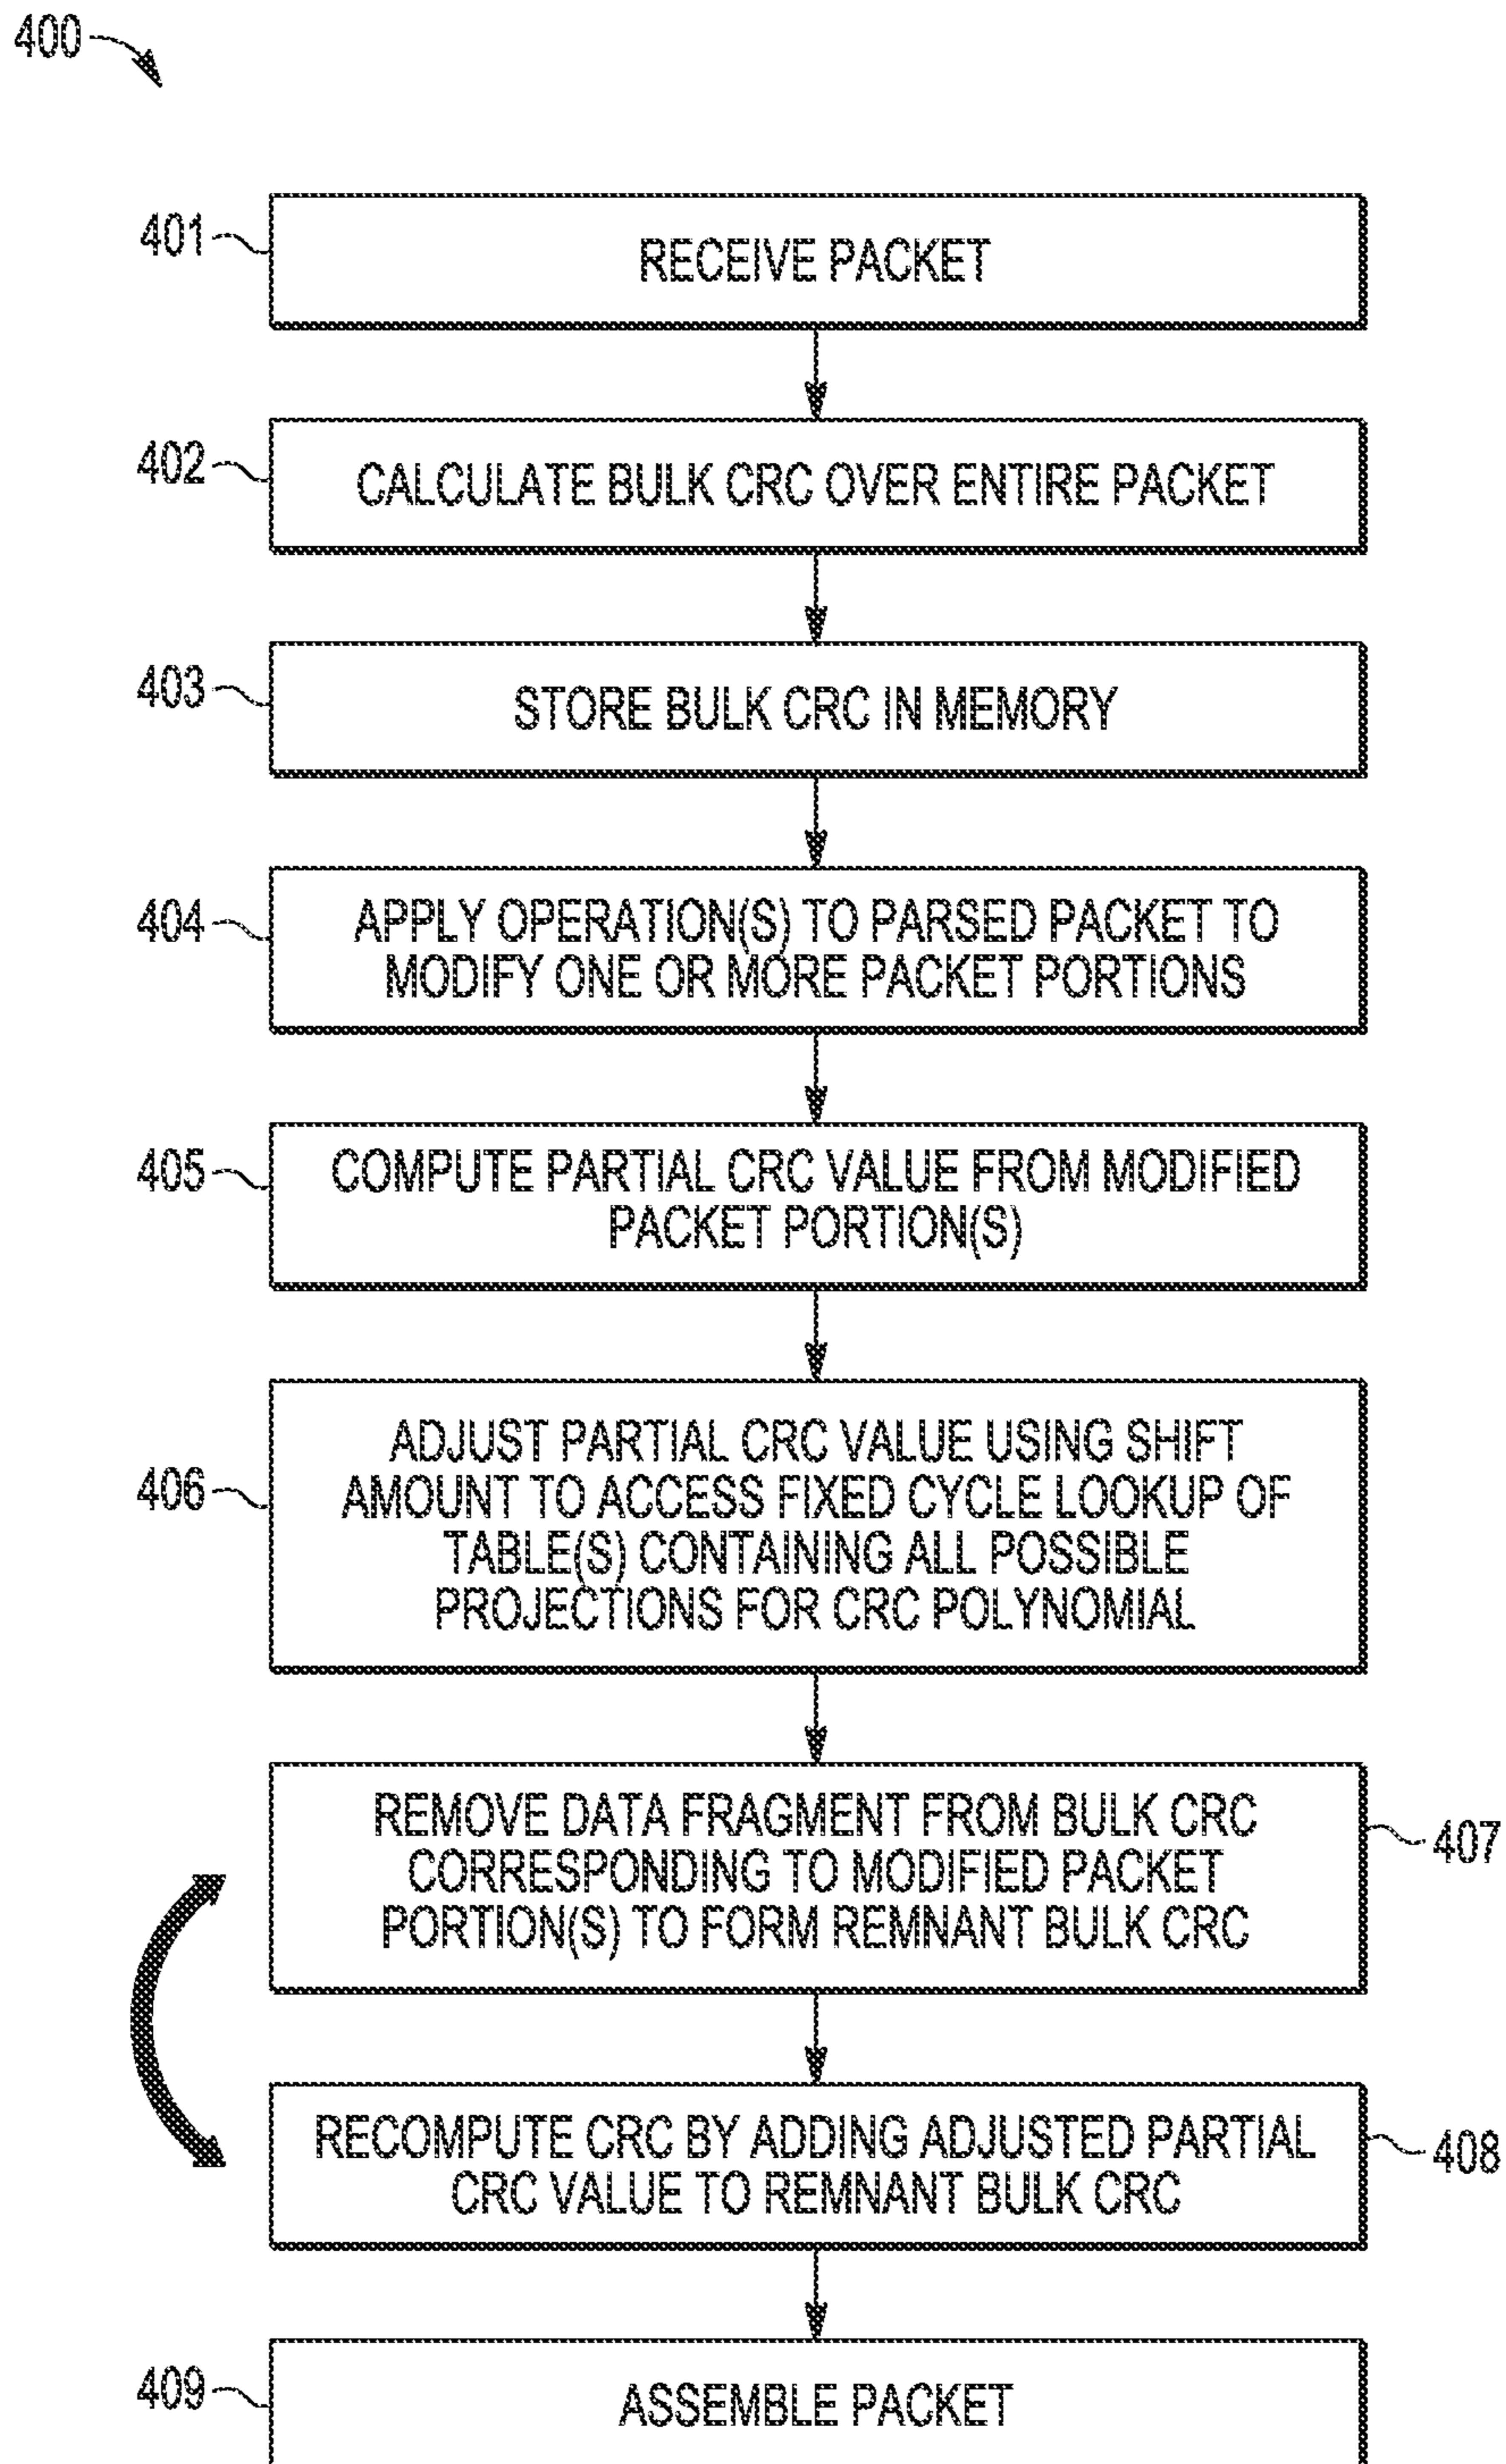 400
401
RECEIVE PACKET
402
CALCULATE BULK CRC OVER ENTIRE PACKET
403
STORE BULK CRC IN MEMORY
404
APPLY OPERATION(S) TO PARSED PACKET TO
MODIFY ONE OR MORE PACKET PORTIONS
405
COMPUTE PARTIAL CRC VALUE FROM MODIFIED
PACKET PORTION(S)
406
ADJUST PARTIAL CRC VALUE USING SHIFT
AMOUNT TO ACCESS FIXED CYCLE LOOKUP OF
TABLE(S) CONTAINING ALL POSSIBLE
PROJECTIONS FOR CRC POLYNOMIAL
REMOVE DATA FRAGMENT FROM BULK CRC
CORRESPONDING TO MODIFIED PACKET
PORTION(S) TO FORM REMNANT BULK CRC
407
RECOMPUTE CRC BY ADDING ADJUSTED PARTIAL
CRC VALUE TO REMNANT BULK CRC
408
409
ASSEMBLE PACKET